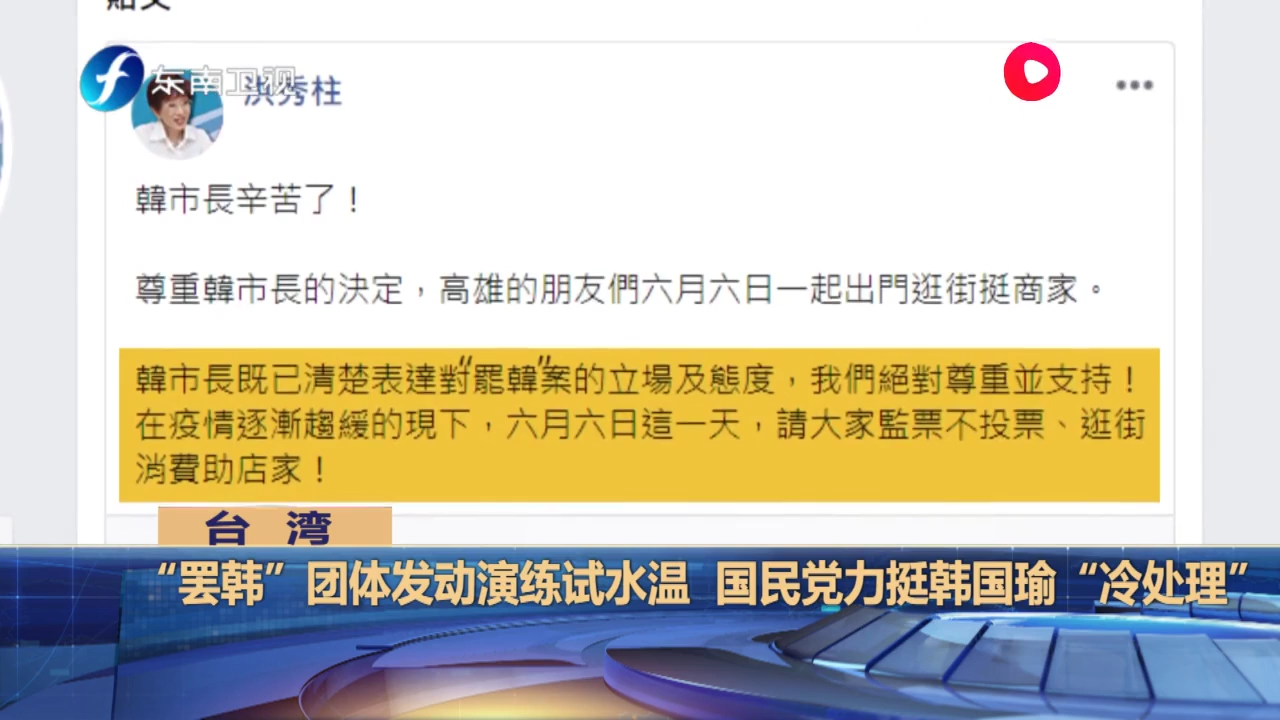 貼文
东南卫视
洪秀柱
韓市長辛苦了！
尊重韓市長的決定，高雄的朋友們六月六日一起出門逛街挺商家。
韓市長既已清楚表達對“罷韓”案的立場及態度，我們絕對尊重並支持！
在疫情逐漸趨緩的現下，六月六日這一天，請大家監票不投票、逛街
消費助店家！
台 湾
“罢韩”团体发动演练试水温 国民党力挺韩国瑜“冷处理”